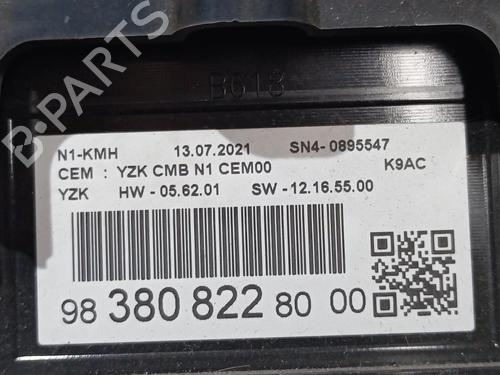 B618
N1-KMH 13.07.2021 SN4- 0895547
CEM : YZK CMB N1 CEM00 K9AC
YZK HW - 05.62.01 SW - 12.16.55.00
98 380 822 80 00
B-PARTS